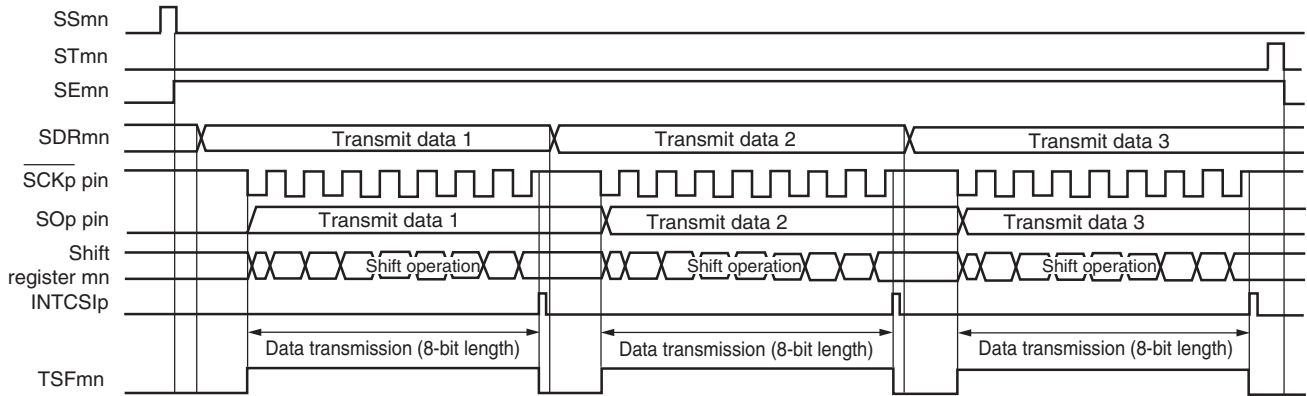 SSmn
STmn
SEmn
SDRmn Transmit data 1 Transmit data 2 Transmit data 3
SCKp pin
SOp pin Transmit data 1 Transmit data 2 Transmit data 3
Shift
register mn Shift operation Shift operation Shift operation
INTCSIp
Data transmission (8-bit length) Data transmission (8-bit length) Data transmission (8-bit length)
TSFmn